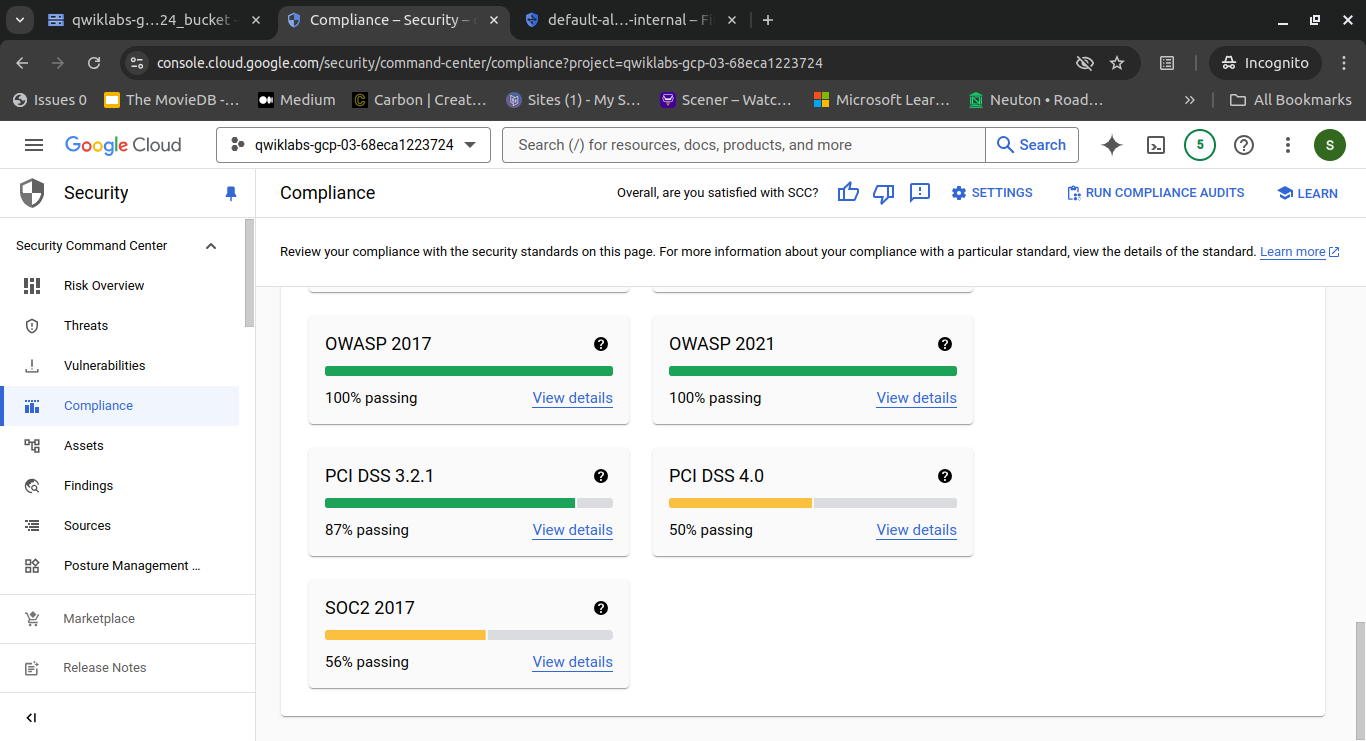 qwiklabs-g…24_bucket –
Compliance – Security –
default-al…-internal – Fi
console.cloud.google.com/security/command-center/compliance?project=qwiklabs-gcp-03-68eca1223724
Incognito
Issues 0
The MovieDB -…
Medium
Carbon | Creat…
Sites (1) - My S…
Scener – Watc…
Microsoft Lear…
Neuton • Road…
»
All Bookmarks
Google Cloud
qwiklabs-gcp-03-68eca1223724
Search (/) for resources, docs, products, and more
Search
5
S
Security
Compliance
Overall, are you satisfied with SCC?
SETTINGS
RUN COMPLIANCE AUDITS
LEARN
Security Command Center
Risk Overview
Threats
Vulnerabilities
Compliance
Assets
Findings
Sources
Posture Management …
Marketplace
Release Notes
Review your compliance with the security standards on this page. For more information about your compliance with a particular standard, view the details of the standard. Learn more
OWASP 2017
100% passing
View details
OWASP 2021
100% passing
View details
PCI DSS 3.2.1
87% passing
View details
PCI DSS 4.0
50% passing
View details
SOC2 2017
56% passing
View details